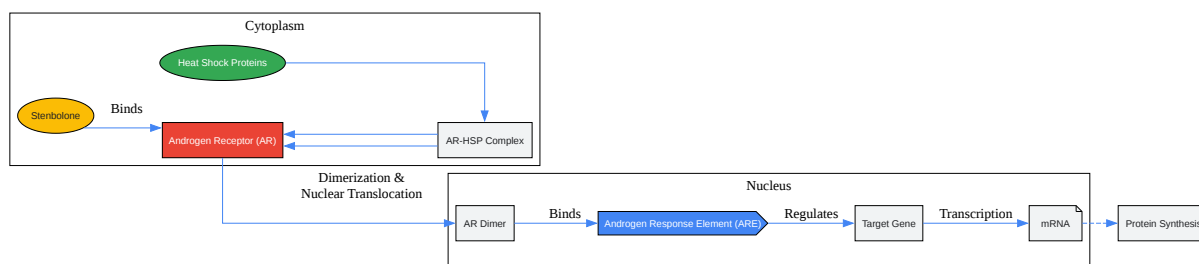 Cytoplasm
Heat Shock Proteins
Stenbolone
Binds
Androgen Receptor (AR)
AR-HSP Complex
Dimerization &
Nuclear Translocation
Nucleus
AR Dimer
Binds
Androgen Response Element (ARE)
Regulates
Target Gene
Transcription
mRNA
Protein Synthesis